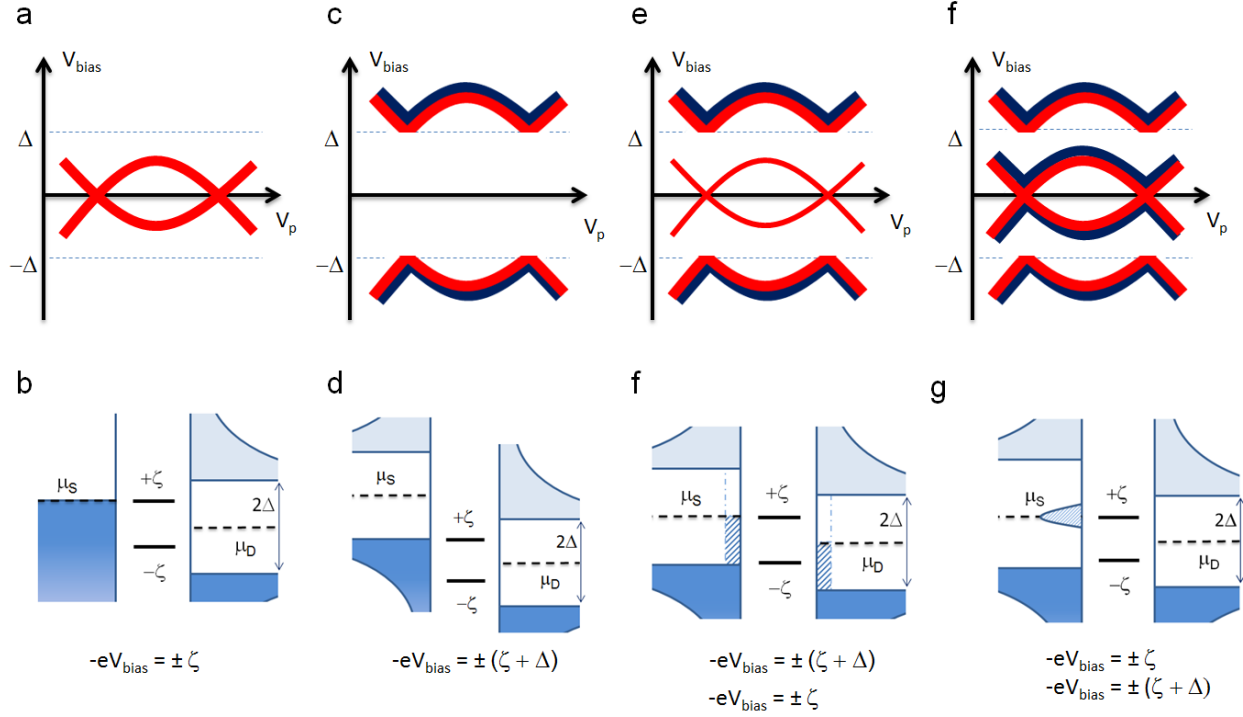 a
c
e
f
V_bias
V_bias
V_bias
V_bias
Δ
Δ
Δ
Δ
V_p
V_p
V_p
V_p
−Δ
−Δ
−Δ
−Δ
b
d
f
g
μ_S
+ζ
2Δ
μ_D
−ζ
μ_S
+ζ
2Δ
μ_D
−ζ
μ_S
+ζ
2Δ
μ_D
−ζ
μ_S
+ζ
2Δ
μ_D
−ζ
-eV_bias = ± ζ
-eV_bias = ± (ζ + Δ)
-eV_bias = ± (ζ + Δ)
-eV_bias = ± ζ
-eV_bias = ± ζ
-eV_bias = ± (ζ + Δ)